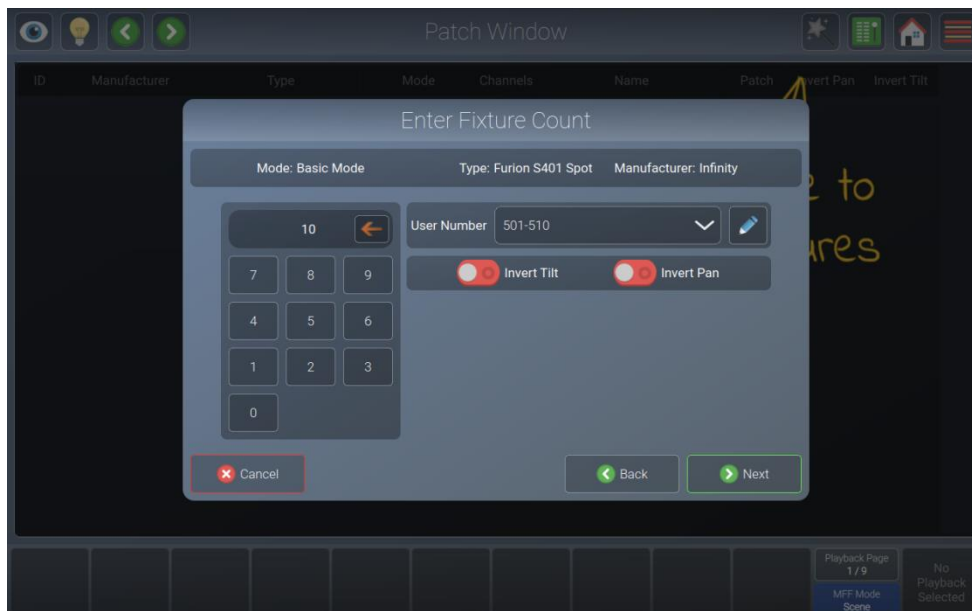 Patch Window
ID Manufacturer Type Mode Channels Name Patch Invert Pan Invert Tilt
Enter Fixture Count
Mode: Basic Mode Type: Furion S401 Spot Manufacturer: Infinity
to
10 User Number 501-510
7 8 9 Invert Tilt Invert Pan
4 5 6
1 2 3
0
Cancel Back Next
Playback Page
1 / 9
MFF Mode
Scene
No
Playback
Selected